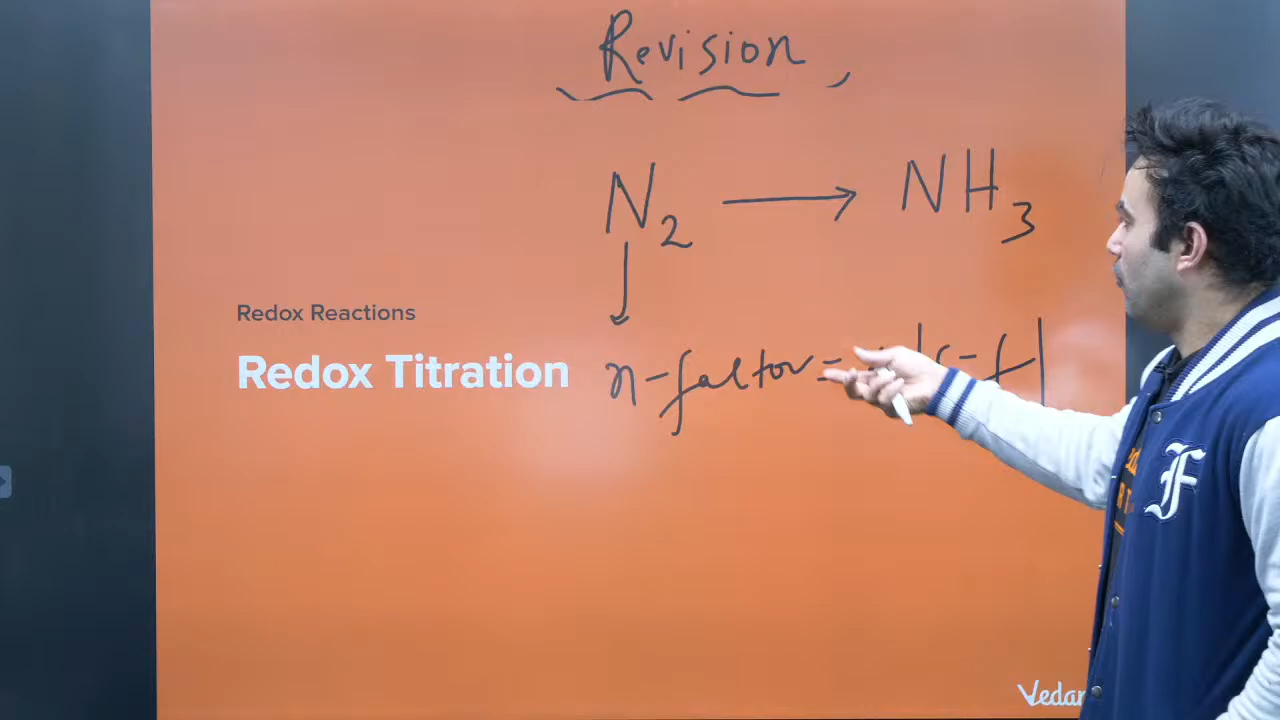 Revision,
N₂ → NH₃
Redox Reactions
Redox Titration
n-factor =
F